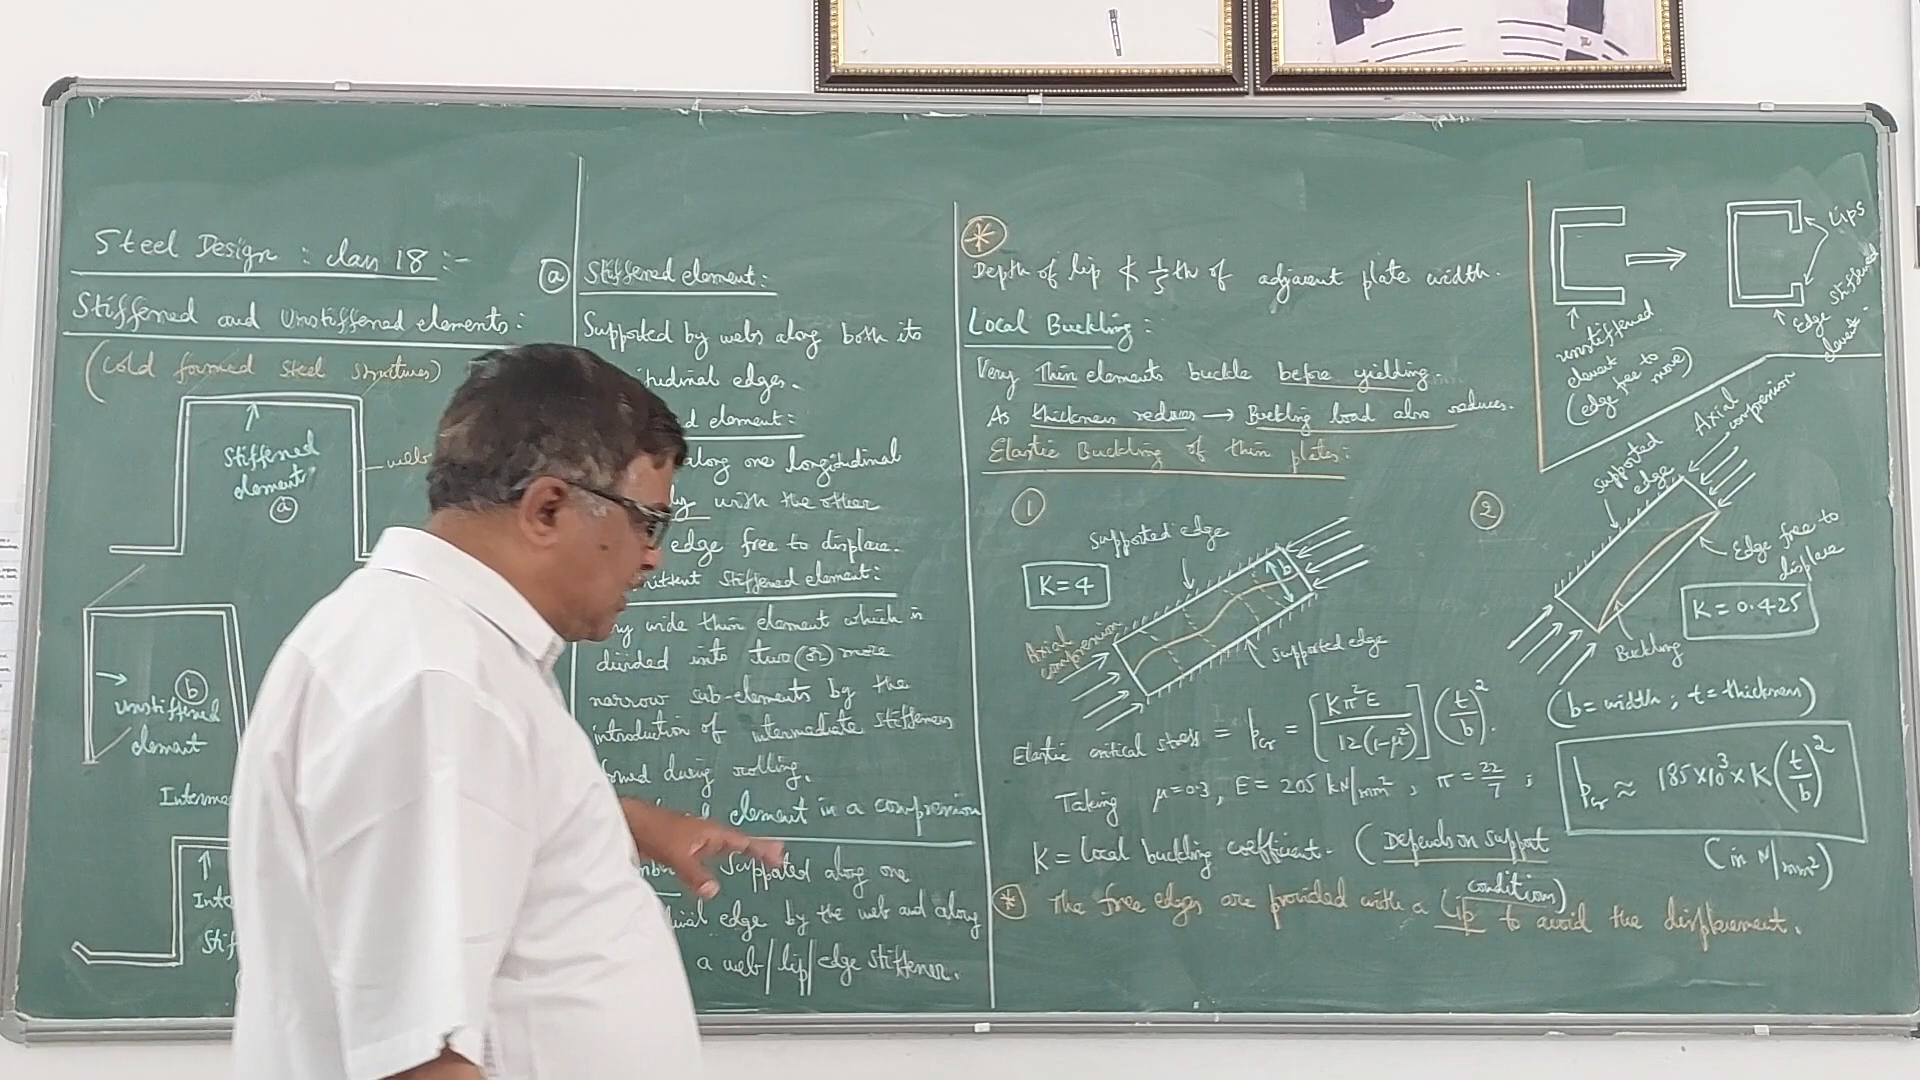 Steel Design : class 18 :-
Stiffened and Unstiffened elements :
(Cold formed steel structures)
Stiffened
element
(a)
web
(b)
unstiffened
element
(a) Stiffened element :
Supported by webs along both its
edges.
element :
along one longitudinal
with the other
edge free to displace.
stiffened element :
wide thin element which is
divided into two (or) more
narrow sub-elements by the
introduction of intermediate stiffeners
during rolling.
element in a compression
Supported along one
edge by the web and along
a web/lip/edge stiffener.
*
Depth of lip ≮ 1/5 th of adjacent plate width.
Local Buckling :
Very thin elements buckle before yielding.
As thickness reduces → Buckling load also reduces.
Elastic Buckling of thin plates :
(1)
Supported edge
K = 4
b
Axial
compression
Supported edge
Elastic critical stress = pcr = [Kπ²E / 12(1-μ²)] (t/b)².
Taking μ = 0.3, E = 205 kN/mm², π = 22/7 ;
K = Local buckling coefficient. (Depends on support
conditions)
* The free edges are provided with a Lip to avoid the displacement.
Lips
unstiffened
element
(edge free to
move)
Edge stiffened
element.
(2)
Supported
edge
Axial
compression
Edge free to
displace
K = 0.425
Buckling
(b = width ; t = thickness)
pcr ≈ 185×10³ × K (t/b)²
(in N/mm²)